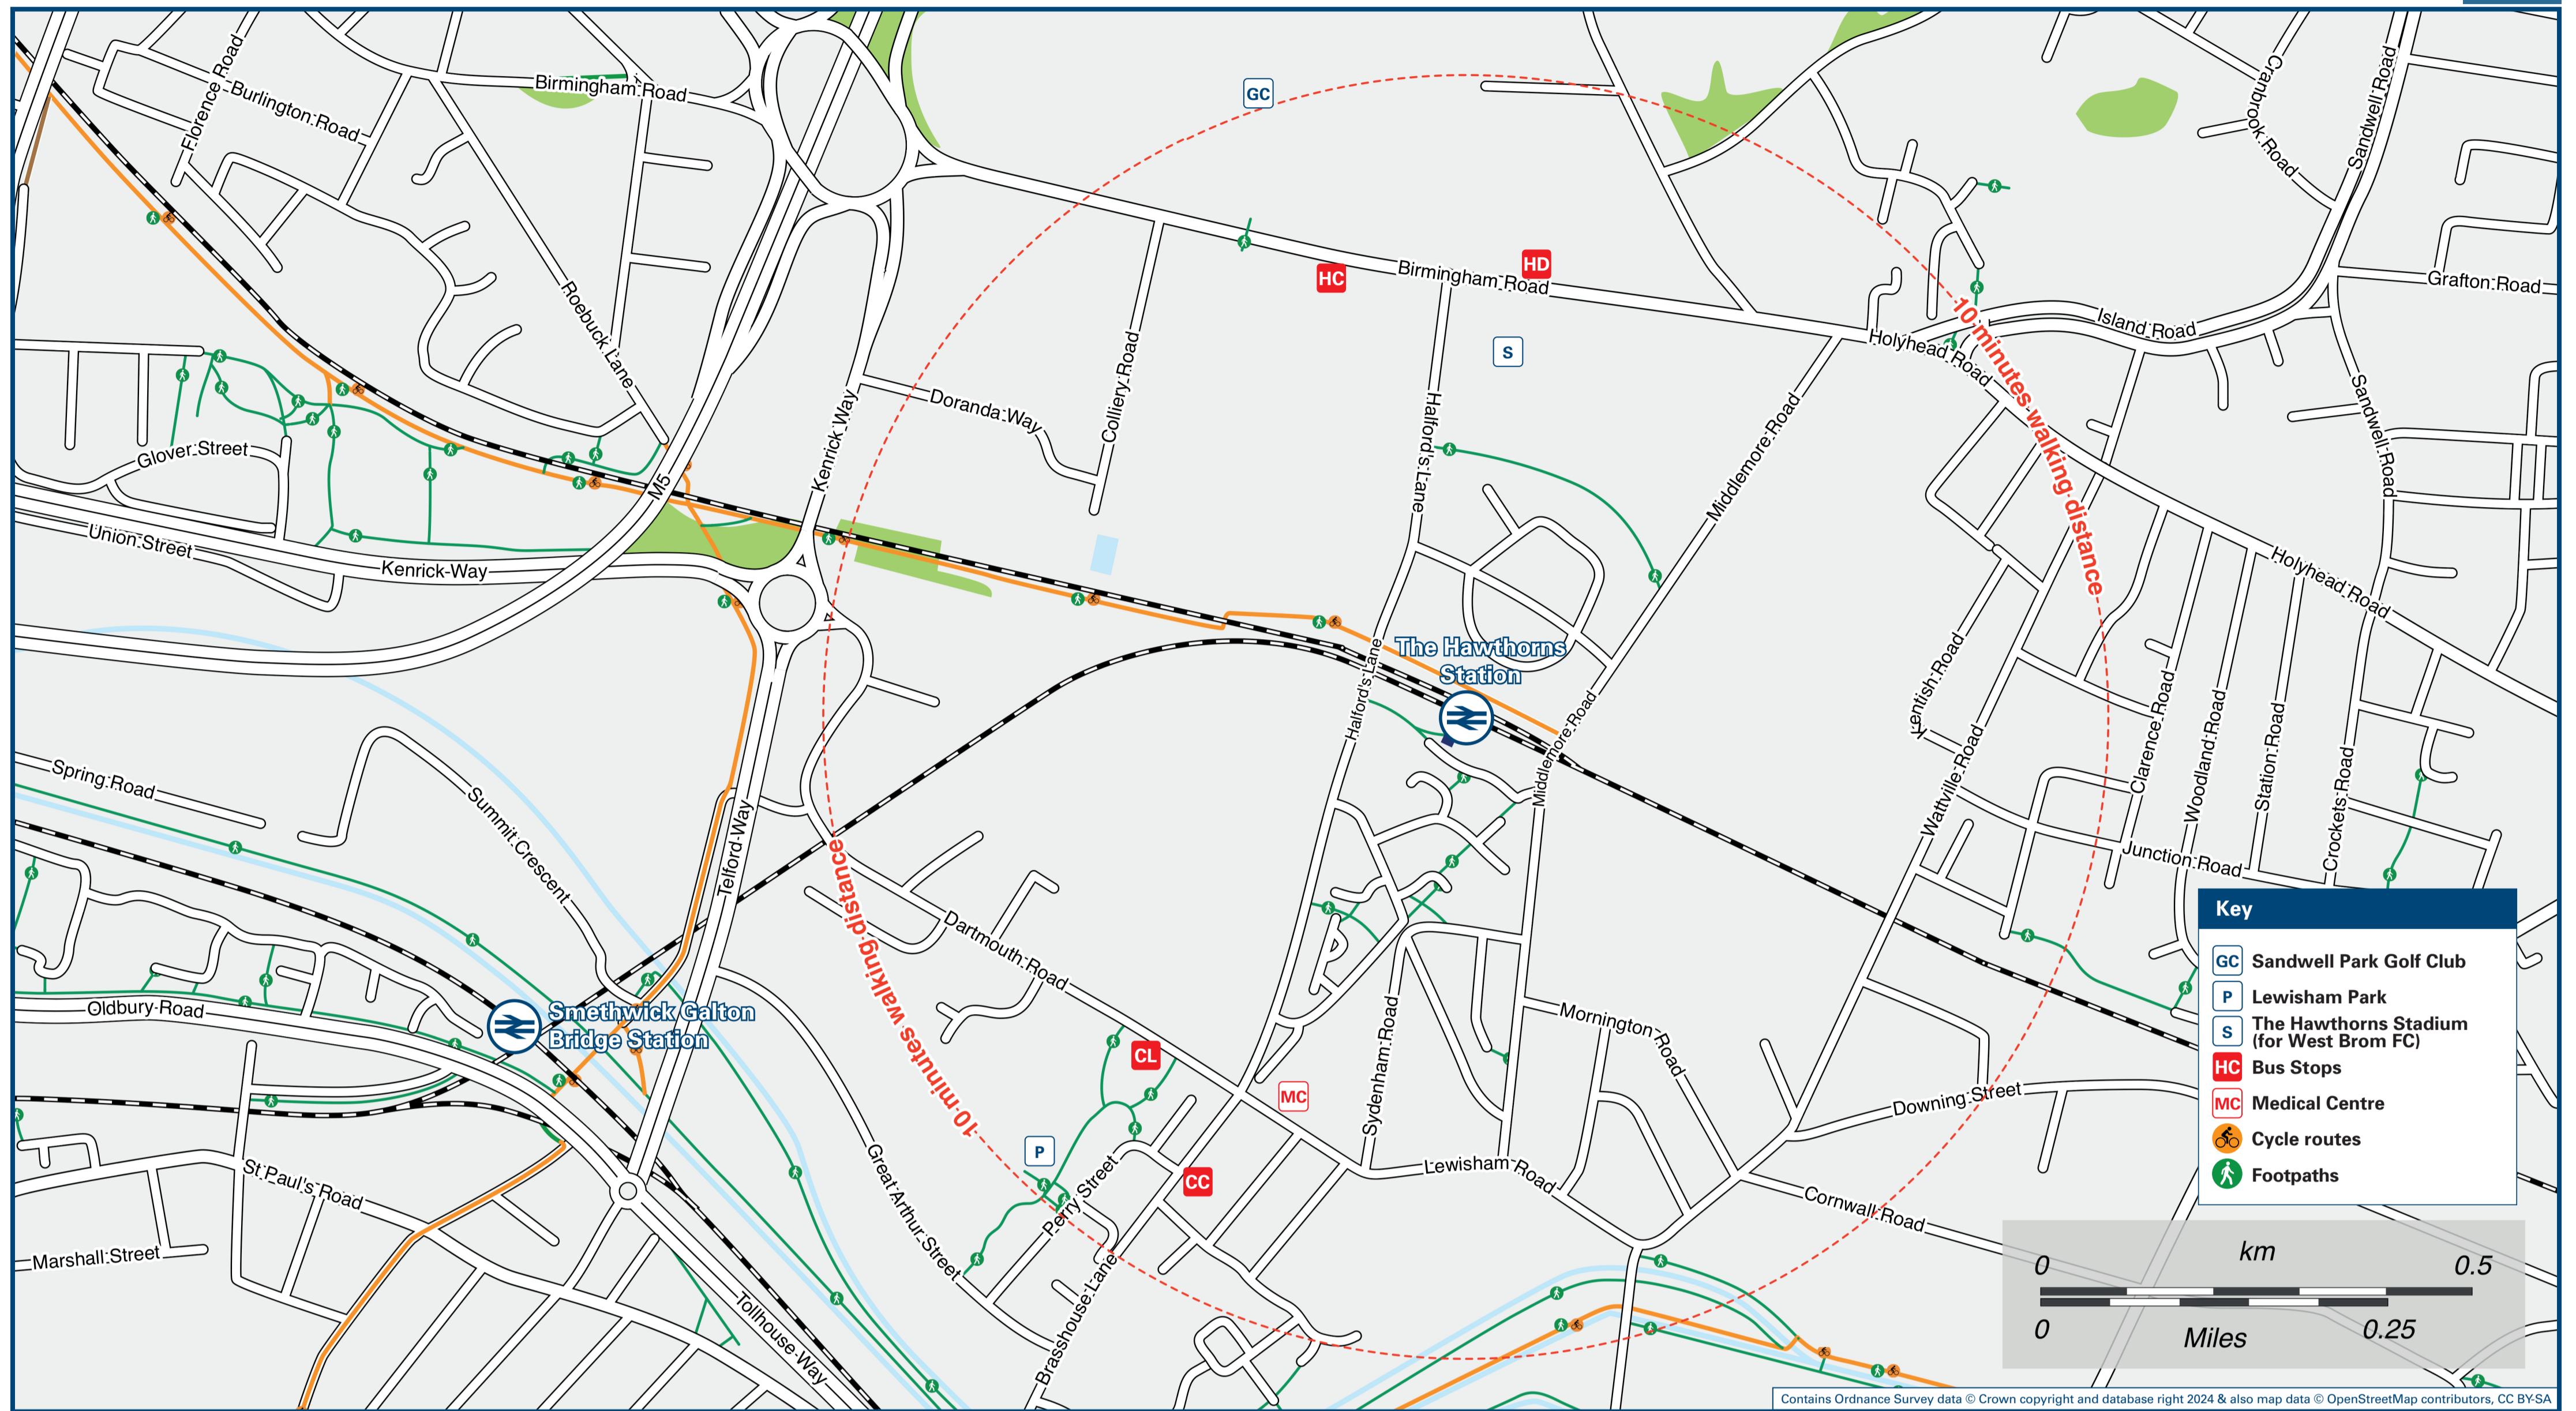 Florence Road
Burlington Road
Birmingham Road
GC
Cranbrook Road
Sandwell Road
Roebuck Lane
HC
Birmingham Road
HD
S
Holyhead Road
Island Road
Grafton Road
10 minutes walking distance
Doranda Way
Colliery Road
Kenrick Way
Halford's Lane
Middlemore Road
Sandwell Road
Glover Street
M5
Union Street
Kenrick Way
Holyhead Road
The Hawthorns
Station
Halford's Lane
Middlemore Road
Kentish Road
Wattville Road
Clarence Road
Woodland Road
Station Road
Crockets Road
Junction Road
Spring Road
Summit Crescent
Telford Way
10 minutes walking distance
Dartmouth Road
Oldbury Road
Smethwick Galton
Bridge Station
CL
MC
Sydenham Road
Mornington Road
Downing Street
P
CC
Perry Street
Great Arthur Street
Lewisham Road
Cornwall Road
St Paul's Road
Marshall Street
Brasshouse Lane
Tollhouse Way
Key
GC Sandwell Park Golf Club
P Lewisham Park
S The Hawthorns Stadium
(for West Brom FC)
HC Bus Stops
MC Medical Centre
Cycle routes
Footpaths
km
0 0.5
0 Miles 0.25
Contains Ordnance Survey data © Crown copyright and database right 2024 & also map data © OpenStreetMap contributors, CC BY-SA